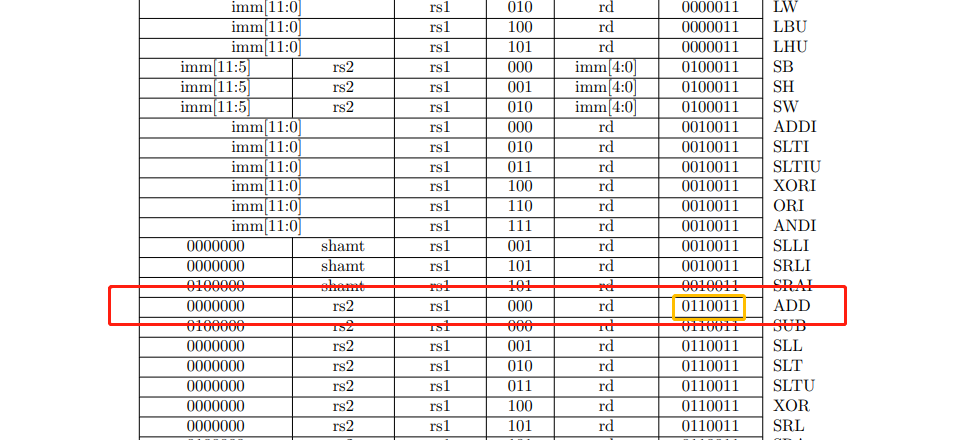 imm[11:0] rs1 010 rd 0000011 LW
imm[11:0] rs1 100 rd 0000011 LBU
imm[11:0] rs1 101 rd 0000011 LHU
imm[11:5] rs2 rs1 000 imm[4:0] 0100011 SB
imm[11:5] rs2 rs1 001 imm[4:0] 0100011 SH
imm[11:5] rs2 rs1 010 imm[4:0] 0100011 SW
imm[11:0] rs1 000 rd 0010011 ADDI
imm[11:0] rs1 010 rd 0010011 SLTI
imm[11:0] rs1 011 rd 0010011 SLTIU
imm[11:0] rs1 100 rd 0010011 XORI
imm[11:0] rs1 110 rd 0010011 ORI
imm[11:0] rs1 111 rd 0010011 ANDI
0000000 shamt rs1 001 rd 0010011 SLLI
0000000 shamt rs1 101 rd 0010011 SRLI
0100000 shamt rs1 101 rd 0010011 SRAI
0000000 rs2 rs1 000 rd 0110011 ADD
0100000 rs2 rs1 000 rd 0110011 SUB
0000000 rs2 rs1 001 rd 0110011 SLL
0000000 rs2 rs1 010 rd 0110011 SLT
0000000 rs2 rs1 011 rd 0110011 SLTU
0000000 rs2 rs1 100 rd 0110011 XOR
0000000 rs2 rs1 101 rd 0110011 SRL